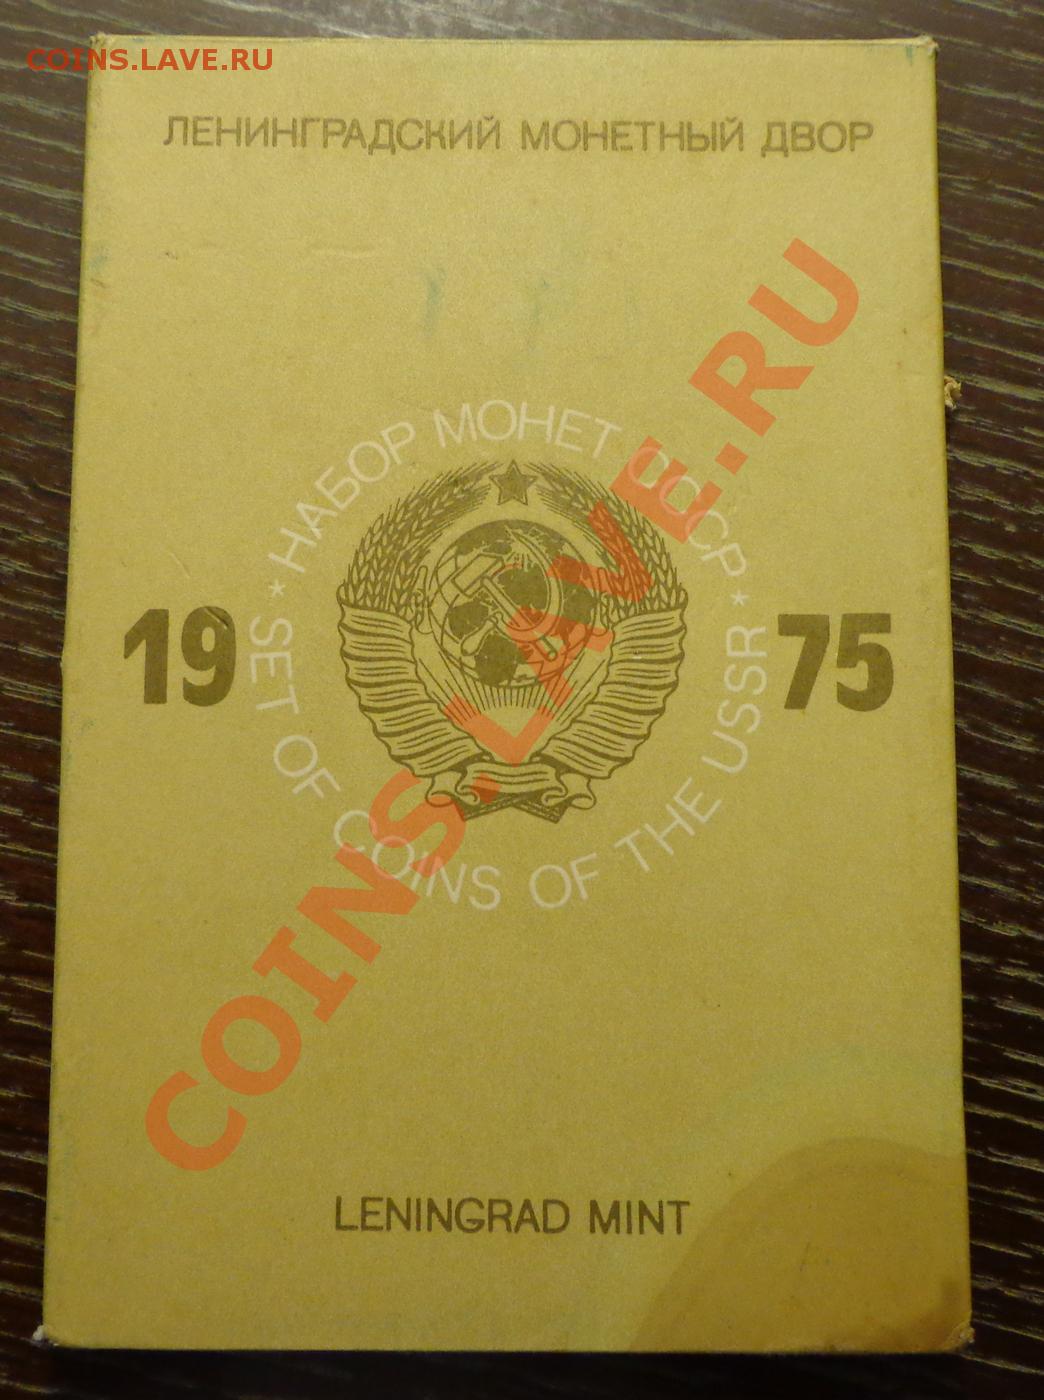 COINS.LAVE.RU
ЛЕНИНГРАДСКИЙ МОНЕТНЫЙ ДВОР
* НАБОР МОНЕТ СССР *
19 75
SET OF COINS OF THE USSR
COINS.LAVE.RU
LENINGRAD MINT